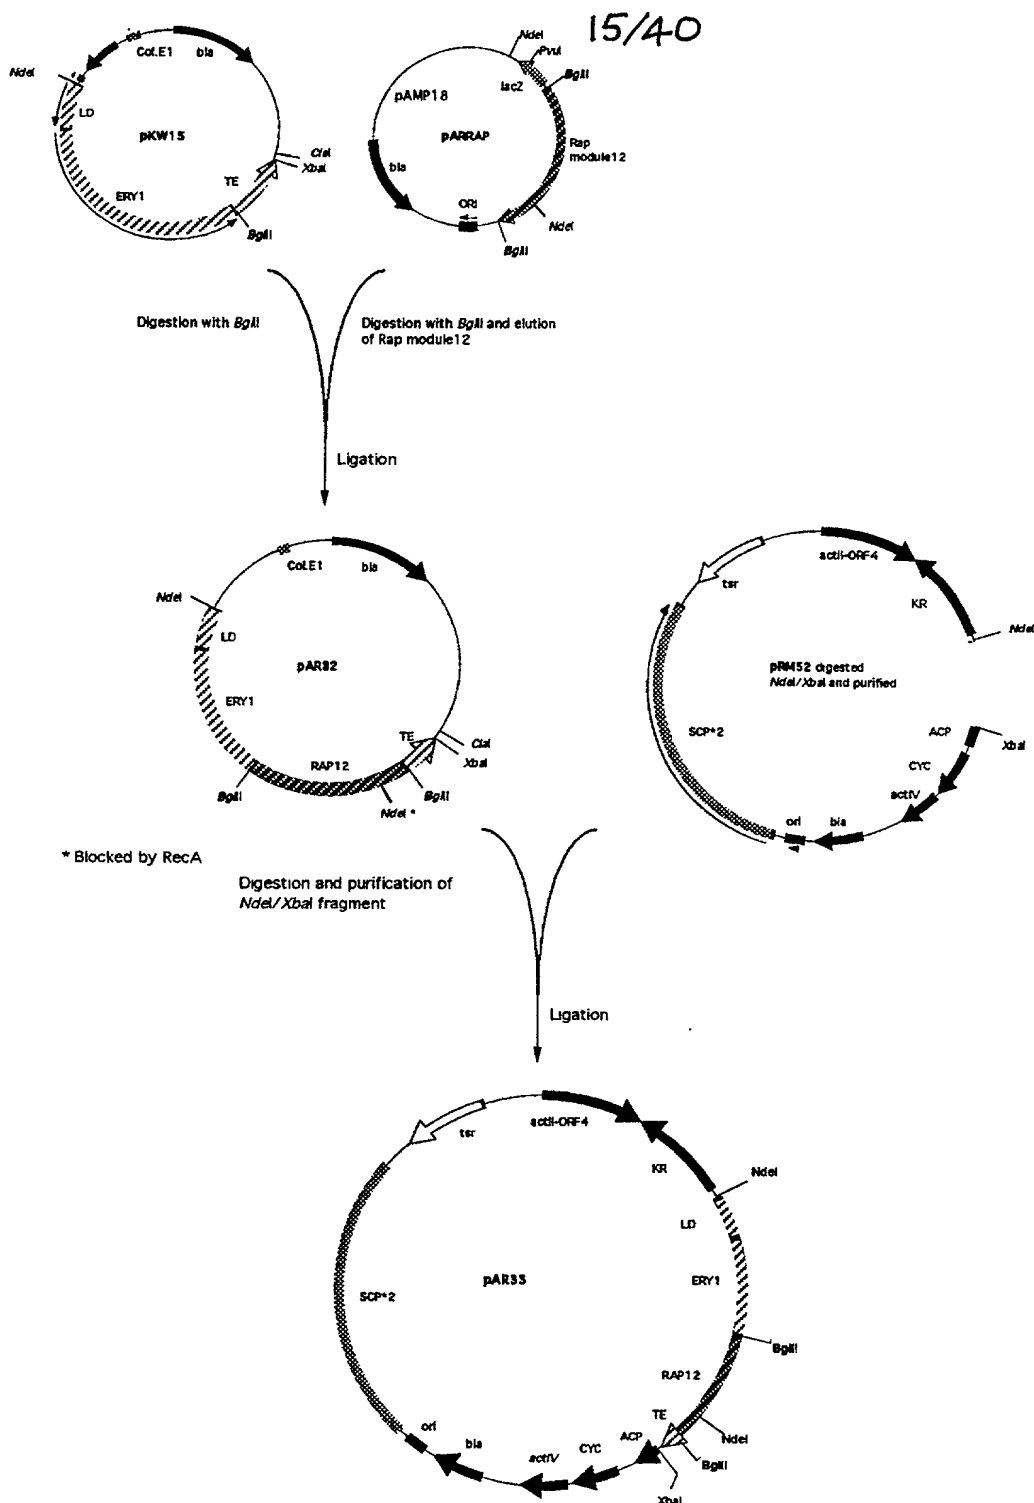 15/40
NdeI
Col.E1
bla
LD
pKW15
ClaI
XbaI
TE
ERY1
BglII
NdeI
PvuI
BglII
lacZ
pAMP18
pARRAP
Rap
module12
bla
ORI
NdeI
BglII
Digestion with BglII
Digestion with BglII and elution
of Rap module12
Ligation
Col.E1
bla
NdeI
LD
pAR32
ERY1
TE
ClaI
XbaI
RAP12
BglII
BglII
NdeI *
actII-ORF4
tsr
KR
NdeI
pRM52 digested
NdeI/XbaI and purified
SCP*2
ACP
XbaI
CYC
actIV
ori
bla
* Blocked by RecA
Digestion and purification of
NdeI/XbaI fragment
Ligation
actII-ORF4
tsr
KR
NdeI
LD
pAR33
ERY1
SCP*2
BglII
RAP12
TE
NdeI
ori
ACP
bla
CYC
actIV
BglII
XbaI